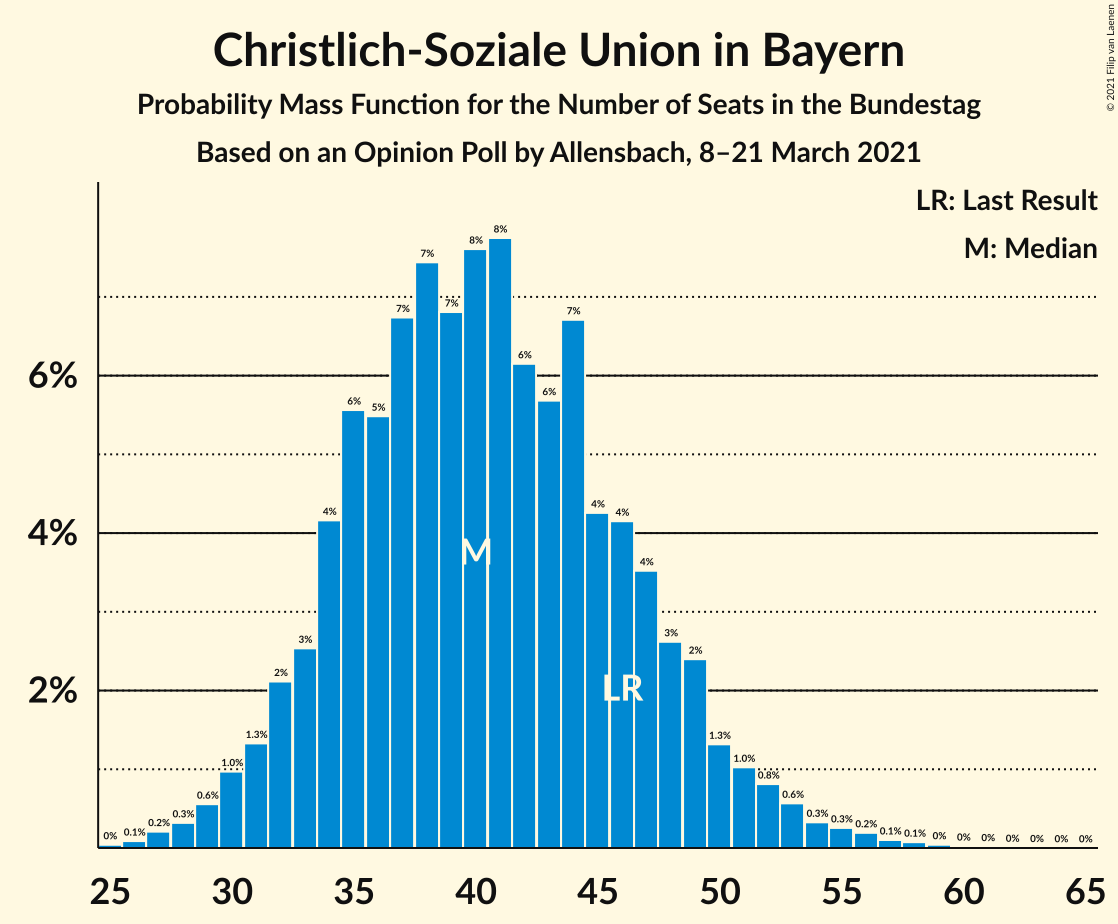 Christlich-Soziale Union in Bayern
Probability Mass Function for the Number of Seats in the Bundestag
Based on an Opinion Poll by Allensbach, 8–21 March 2021
© 2021 Filip van Laenen
LR: Last Result
M: Median
6%
4%
2%
0% 0.1% 0.2% 0.3% 0.6% 1.0% 1.3% 2% 3% 4% 6% 5% 7% 7% 7% 8% 8% 6% 6% 7% 4% 4% 4% 3% 2% 1.3% 1.0% 0.8% 0.6% 0.3% 0.3% 0.2% 0.1% 0.1% 0% 0% 0% 0% 0% 0% 0%
M
LR
25 30 35 40 45 50 55 60 65